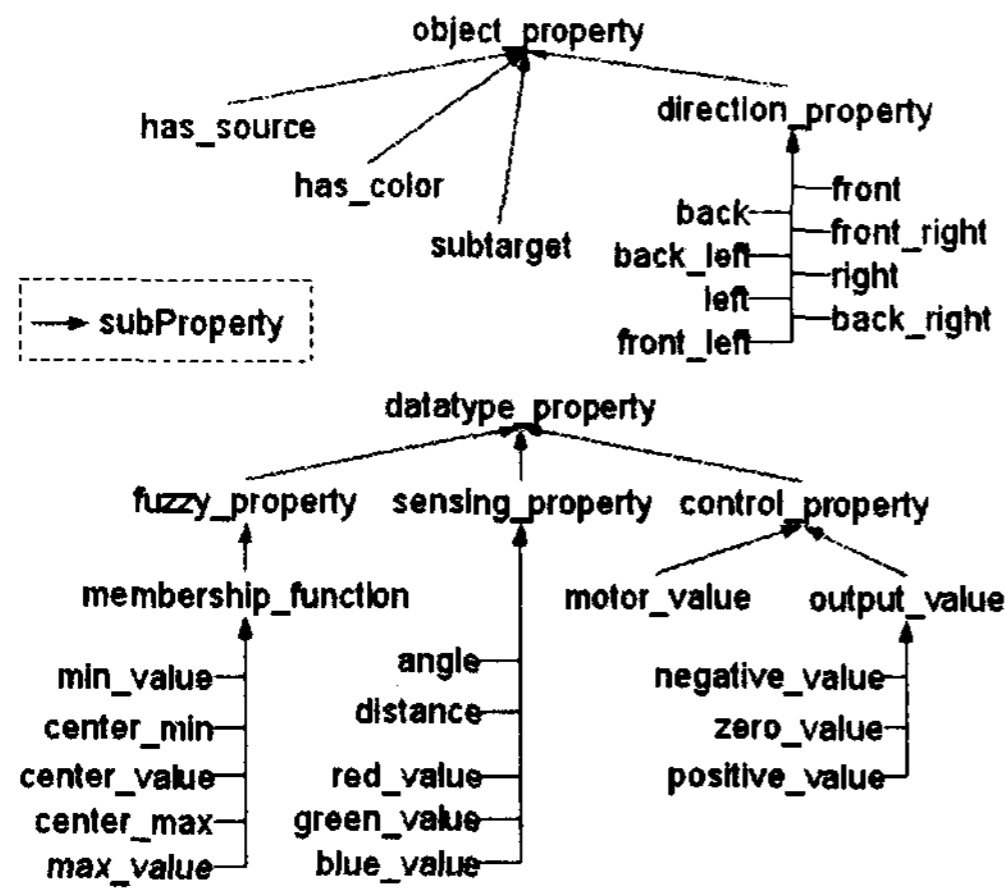 object_property
has_source
has_color
subtarget
direction_property
front
back
front_right
back_left
right
left
back_right
front_left
subProperty
datatype_property
fuzzy_property sensing_property control_property
membership_function
motor_value output_value
min_value
center_min
center_value
center_max
max_value
angle
distance
red_value
green_value
blue_value
negative_value
zero_value
positive_value